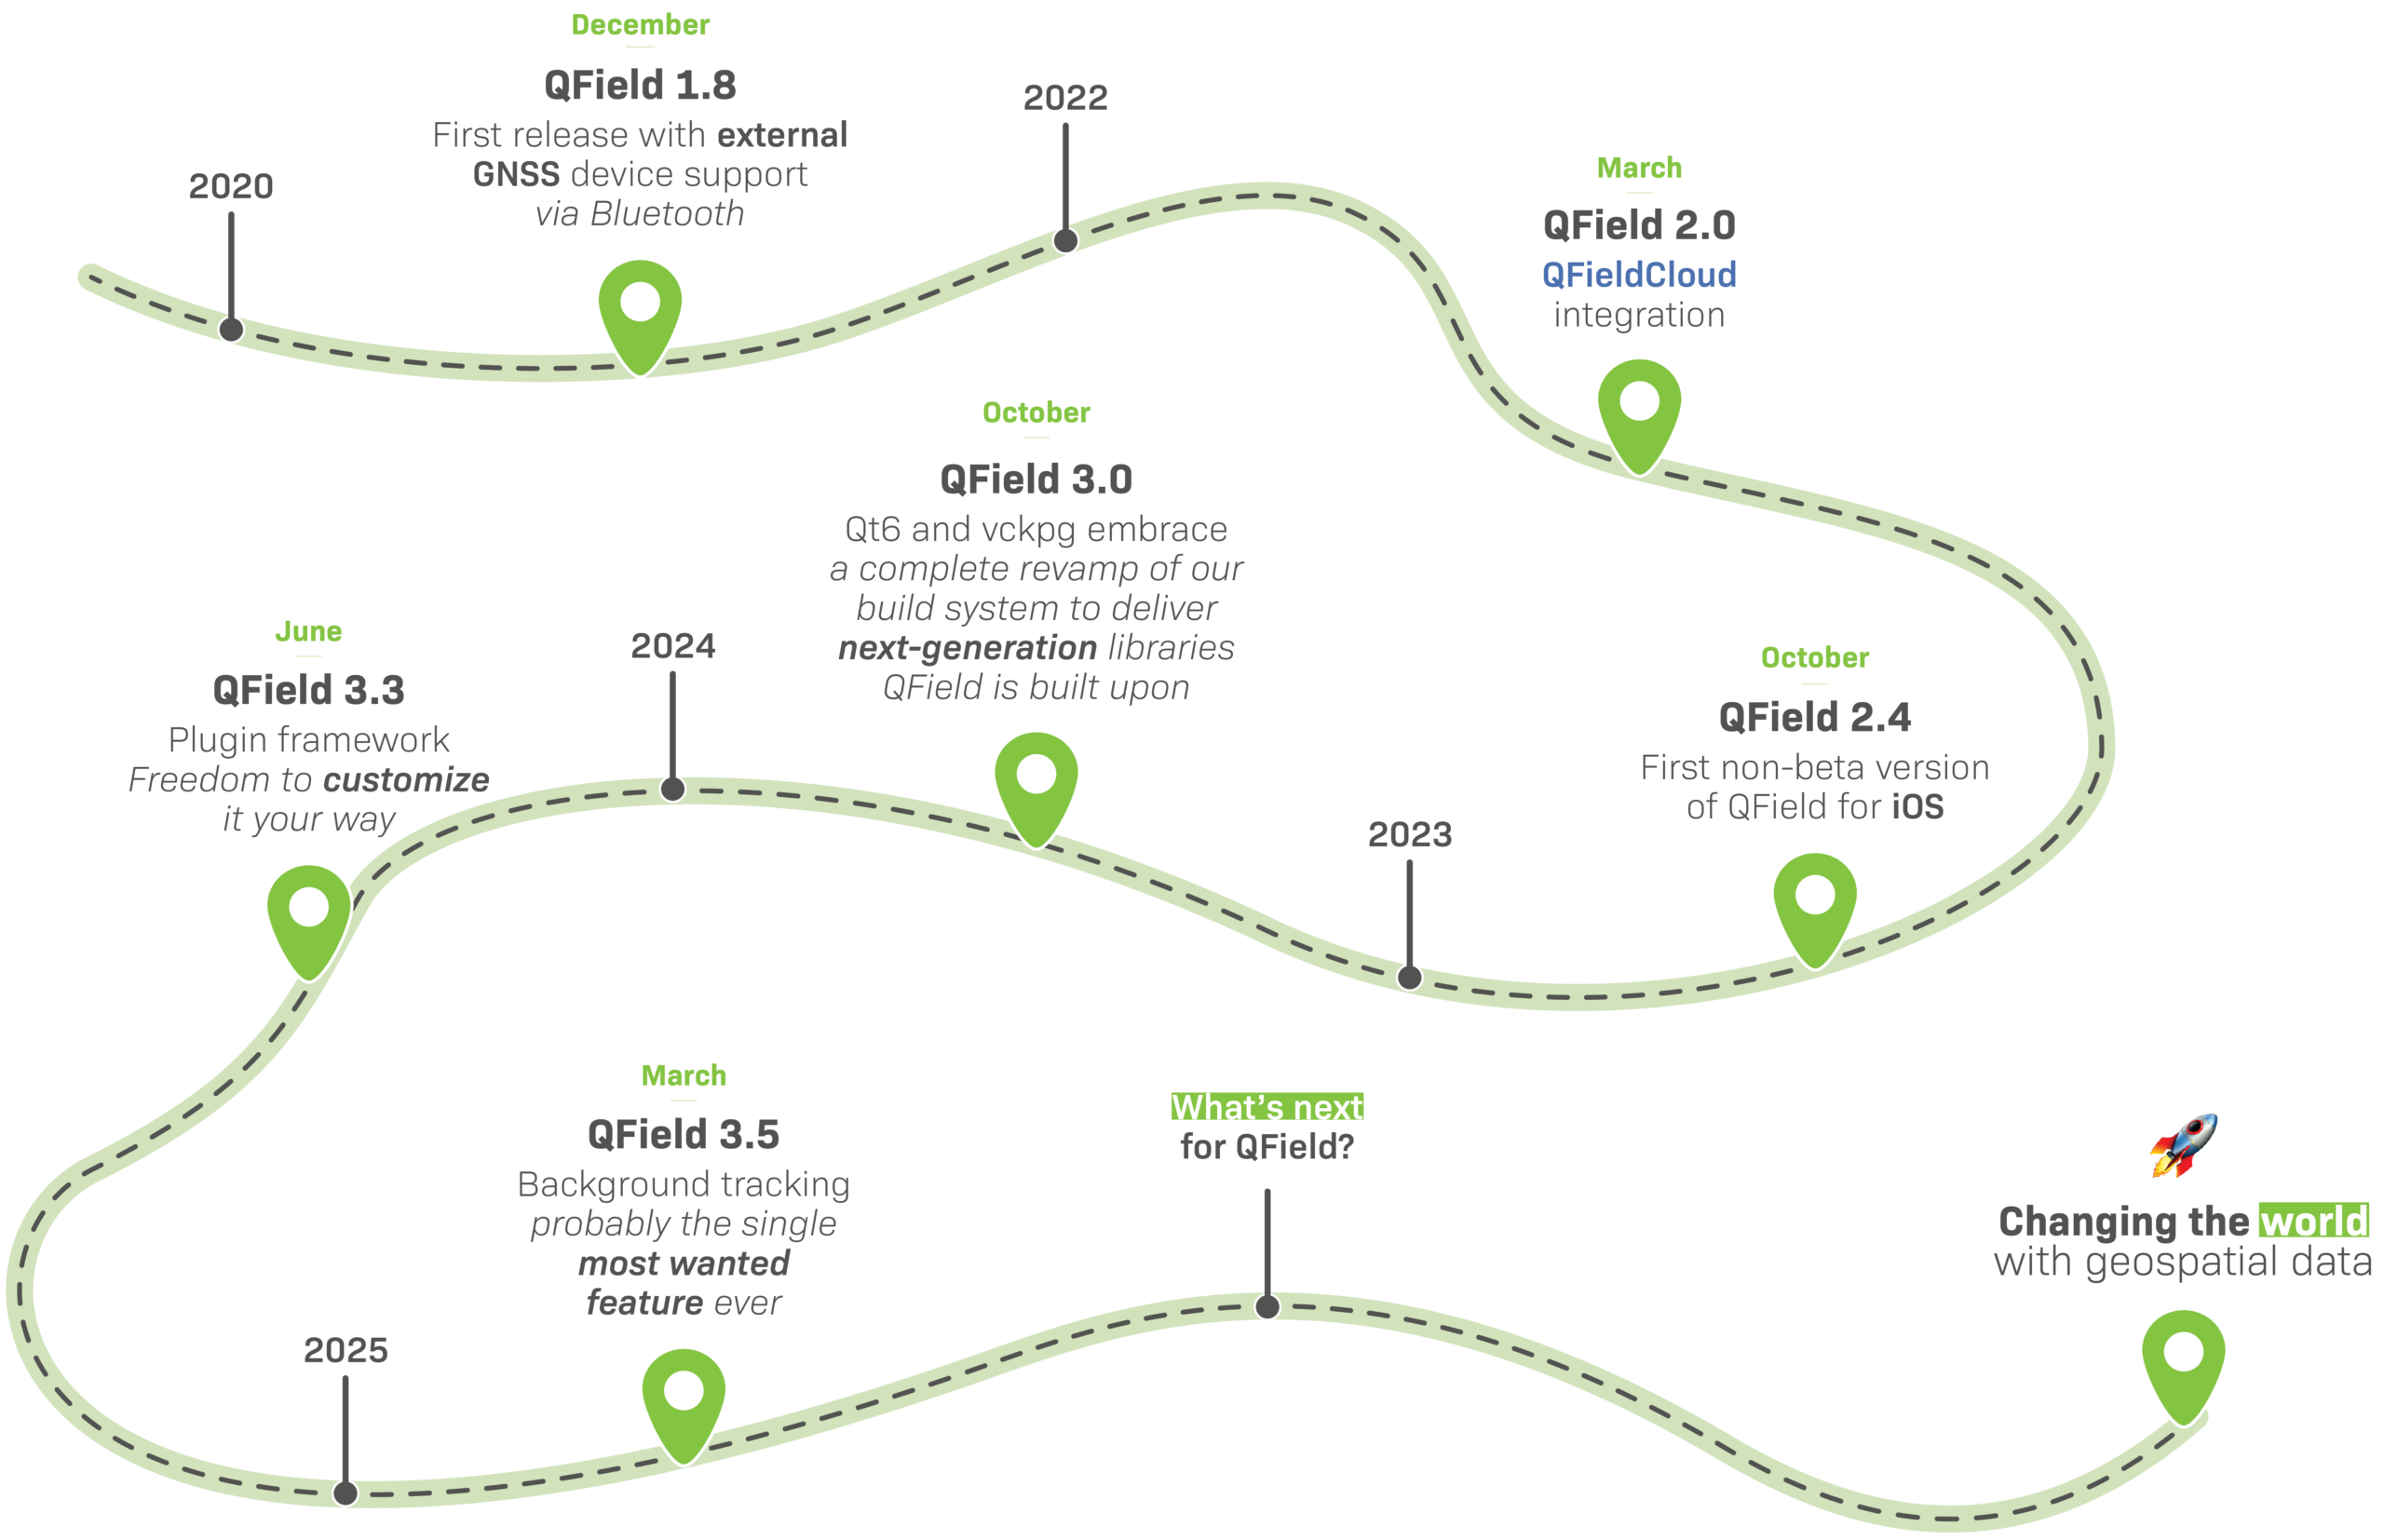 2020
December
QField 1.8
First release with external
GNSS device support
via Bluetooth
2022
March
QField 2.0
QFieldCloud
integration
October
QField 2.4
First non-beta version
of QField for iOS
2023
October
QField 3.0
Qt6 and vckpg embrace
a complete revamp of our
build system to deliver
next-generation libraries
QField is built upon
2024
June
QField 3.3
Plugin framework
Freedom to customize
it your way
2025
March
QField 3.5
Background tracking
probably the single
most wanted
feature ever
What's next
for QField?
Changing the world
with geospatial data